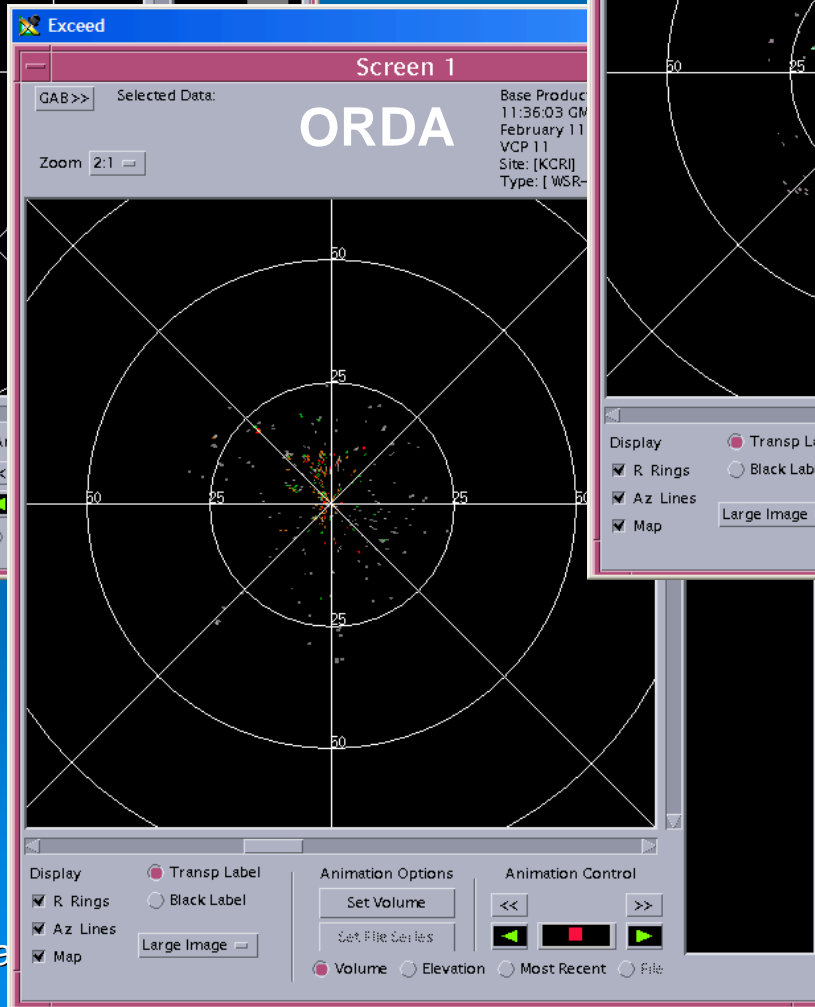 Exceed
Screen 1
GAB>> Selected Data:
ORDA
Base Produc
11:36:03 GM
February 11
VCP 11
Site: [KCRI]
Type: [ WSR-
Zoom 2:1
50
25
50 25 25 50
25
50
Display
R Rings
Az Lines
Map
Transp Label
Black Label
Large Image
Animation Options
Set Volume
Set File Series
Animation Control
<< >>
Volume Elevation Most Recent File
50 25
Display
R Rings
Az Lines
Map
Transp La
Black Lab
Large Image